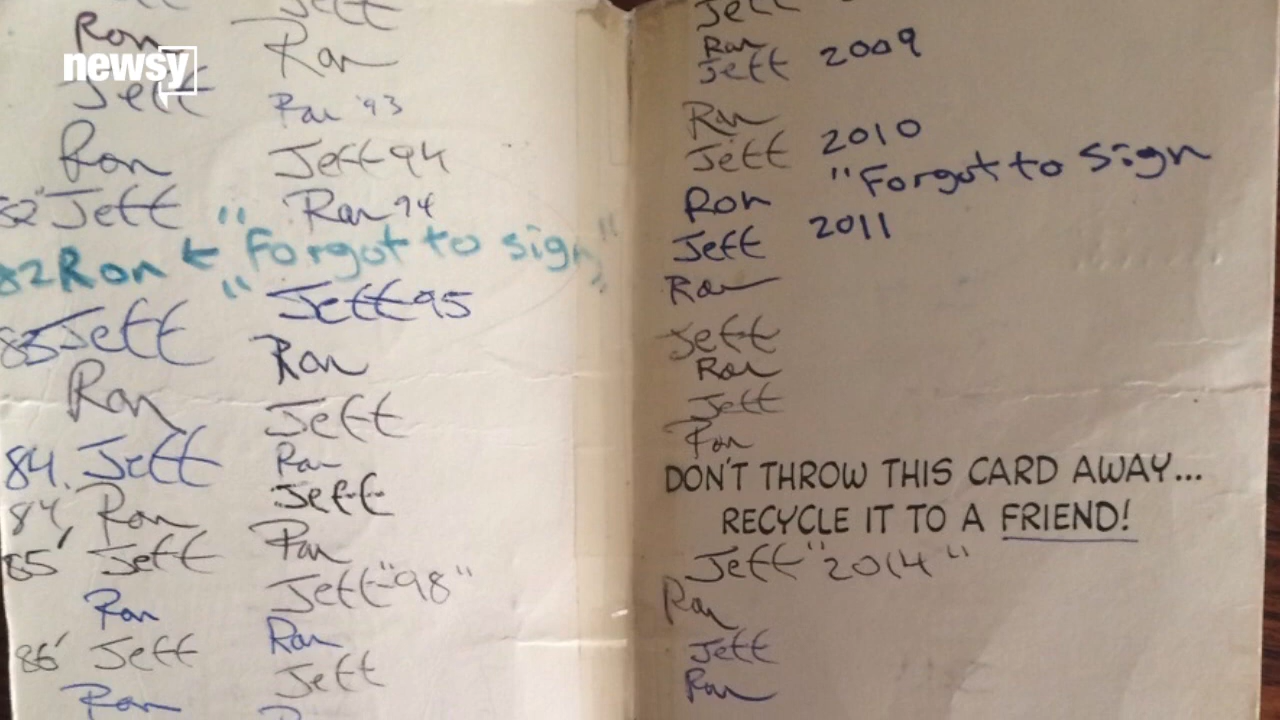 newsy
Ron
Jeff
Ron
82' Jeff
82 Ron ← "Forgot to sign"
83 Jeff
Ron
84. Jeff
84, Ron
85' Jeff
Ron
86' Jeff
Ron
Jeff
Ron
Ron '93
Jeff 94
Ron 94
Jeff 95
Ron
Jeff
Ron
Jeff
Ron
Jeff "98"
Ron
Jeff
Jeff
Ron
Jeff 2009
Ron
Jeff 2010
Ron "Forgot to sign
Jeff 2011
Ron
Jeff
Ron
Jeff
Ron
DON'T THROW THIS CARD AWAY...
RECYCLE IT TO A FRIEND!
Jeff "2014"
Ron
Jeff
Ron